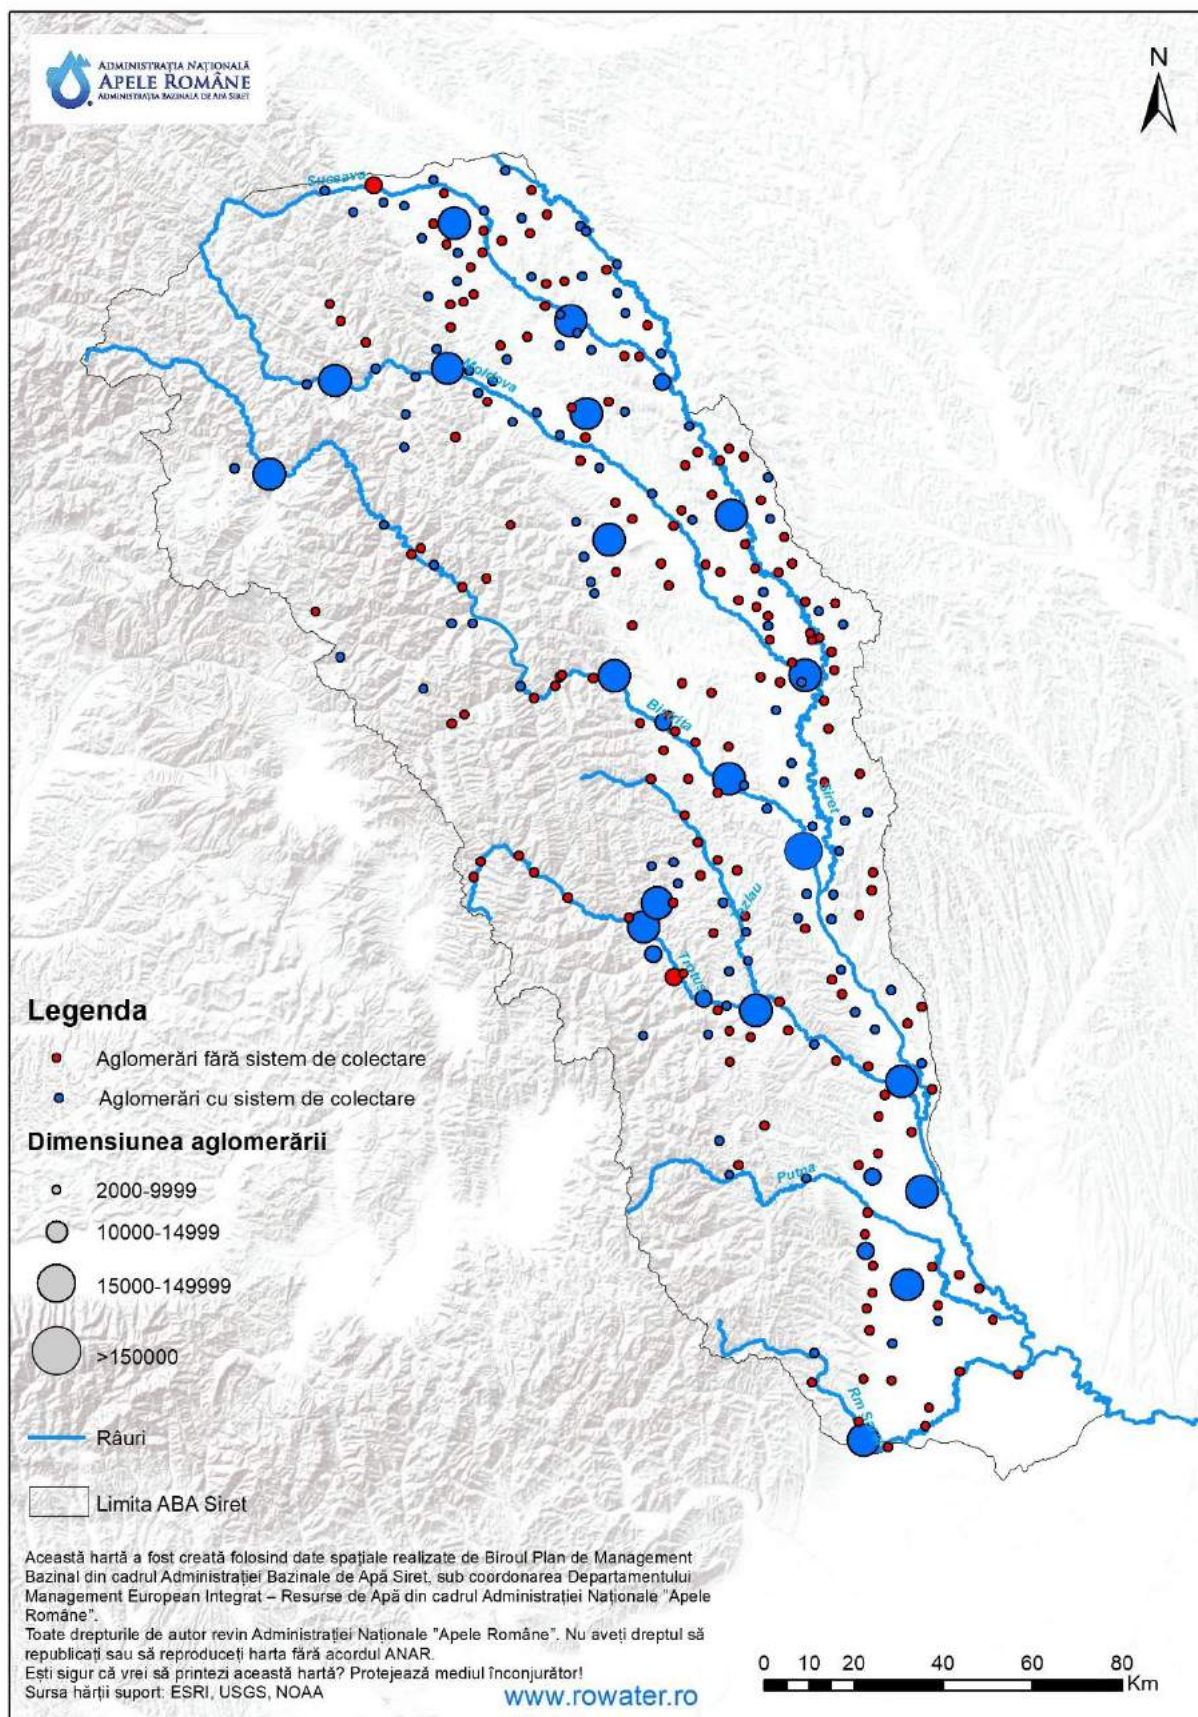 ADMINISTRAȚIA NAȚIONALĂ
APELE ROMÂNE
ADMINISTRAȚIA BAZINALĂ DE APĂ SIRET
N
Suceava
Moldova
Bistrita
Siret
Tazlau
Trotus
Putna
Rm
Legenda
Aglomerări fără sistem de colectare
Aglomerări cu sistem de colectare
Dimensiunea aglomerării
2000-9999
10000-14999
15000-149999
>150000
Râuri
Limita ABA Siret
Această hartă a fost creată folosind date spațiale realizate de Biroul Plan de Management
Bazinal din cadrul Administrației Bazinale de Apă Siret, sub coordonarea Departamentului
Management European Integrat – Resurse de Apă din cadrul Administrației Naționale "Apele
Române".
Toate drepturile de autor revin Administrației Naționale "Apele Române". Nu aveți dreptul să
republicați sau să reproduceți harta fără acordul ANAR.
Ești sigur că vrei să printezi această hartă? Protejează mediul înconjurător!
Sursa hărții suport: ESRI, USGS, NOAA
www.rowater.ro
0 10 20 40 60 80
Km